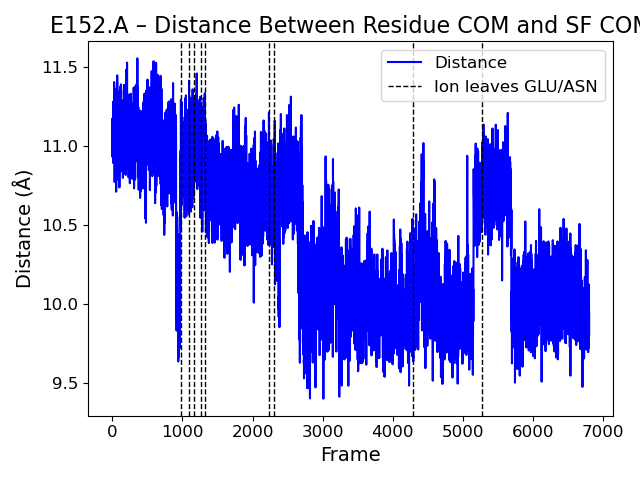 E152.A – Distance Between Residue COM and SF COM
Distance
Ion leaves GLU/ASN
Distance (Å)
11.5
11.0
10.5
10.0
9.5
0 1000 2000 3000 4000 5000 6000 7000
Frame